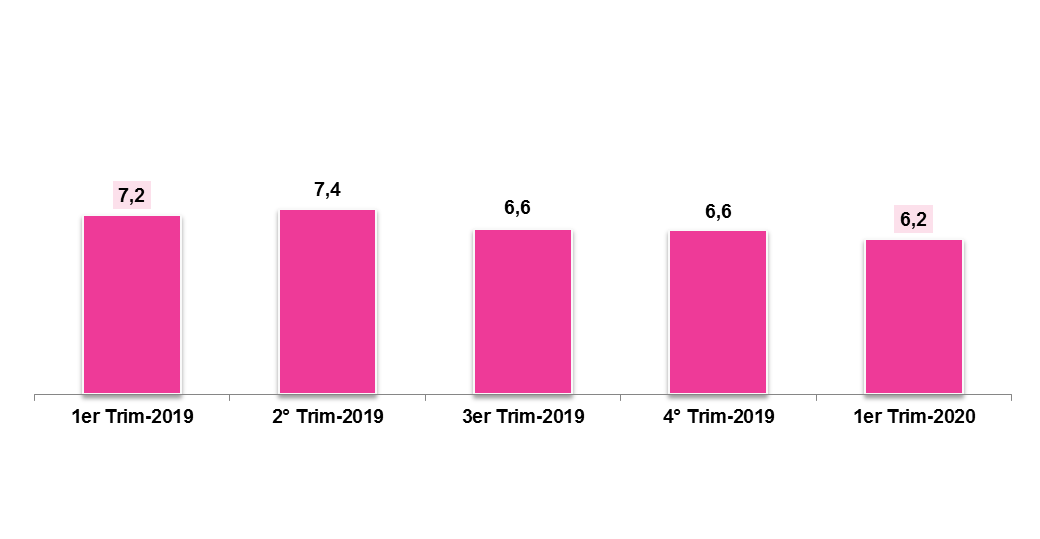 7,2
7,4
6,6
6,6
6,2
1er Trim-2019
2° Trim-2019
3er Trim-2019
4° Trim-2019
1er Trim-2020